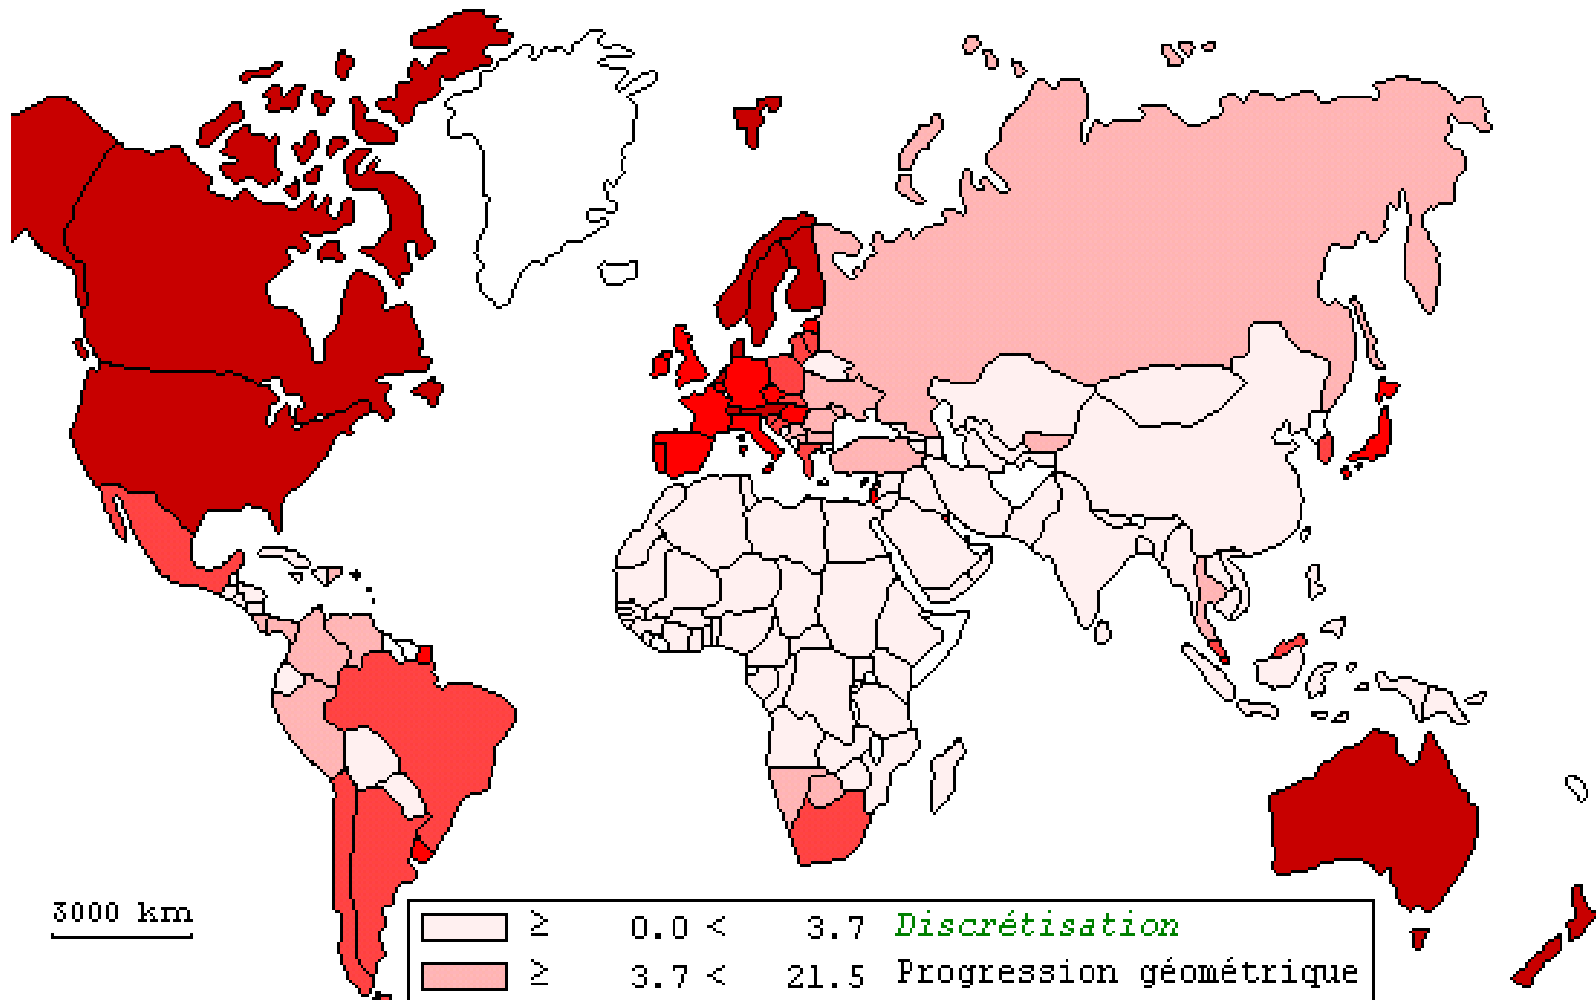 3000 km
≥ 0.0 < 3.7 Discrétisation
≥ 3.7 < 21.5 Progression géométrique